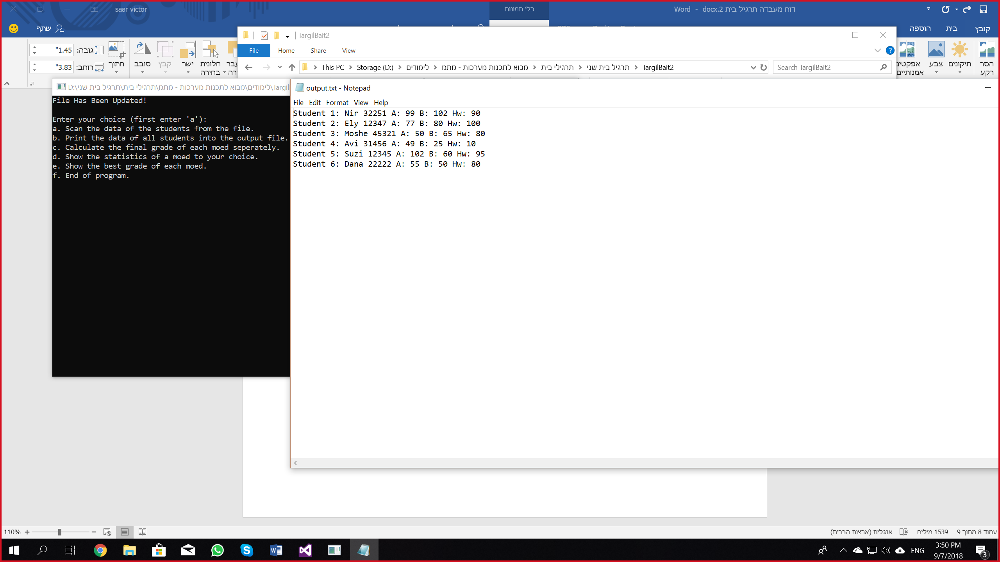 saar victor
כלי תמונות
דוח מעבדה תרגיל בית 2.docx - Word
שתף
קובץ
בית
הוספה
גובה: 1.45"
רוחב: 3.83"
חתוך
סובב
קבץ
ישר
חלונית
בחירה
הסר
רקע
תיקונים
צבע
אפקטים
אמנותיים
TargilBait2
File Home Share View
This PC Storage (D:) לימודים מבוא לתכנות מערכות - מתמ תרגילי בית תרגיל בית שני TargilBait2
Search TargilBait2
D:\לימודים\מבוא לתכנות מערכות - מתמ\תרגילי בית\תרגיל בית שני\
File Has Been Updated!
Enter your choice (first enter 'a'):
a. Scan the data of the students from the file.
b. Print the data of all students into the output file.
c. Calculate the final grade of each moed seperately.
d. Show the statistics of a moed to your choice.
e. Show the best grade of each moed.
f. End of program.
output.txt - Notepad
File Edit Format View Help
Student 1: Nir 32251 A: 99 B: 102 Hw: 90
Student 2: Ely 12347 A: 77 B: 80 Hw: 100
Student 3: Moshe 45321 A: 50 B: 65 Hw: 80
Student 4: Avi 31456 A: 49 B: 25 Hw: 10
Student 5: Suzi 12345 A: 102 B: 60 Hw: 95
Student 6: Dana 22222 A: 55 B: 50 Hw: 80
110%
עמוד 8 מתוך 9 1539 מילים אנגלית (ארצות הברית)
ENG
3:50 PM
9/7/2018
3